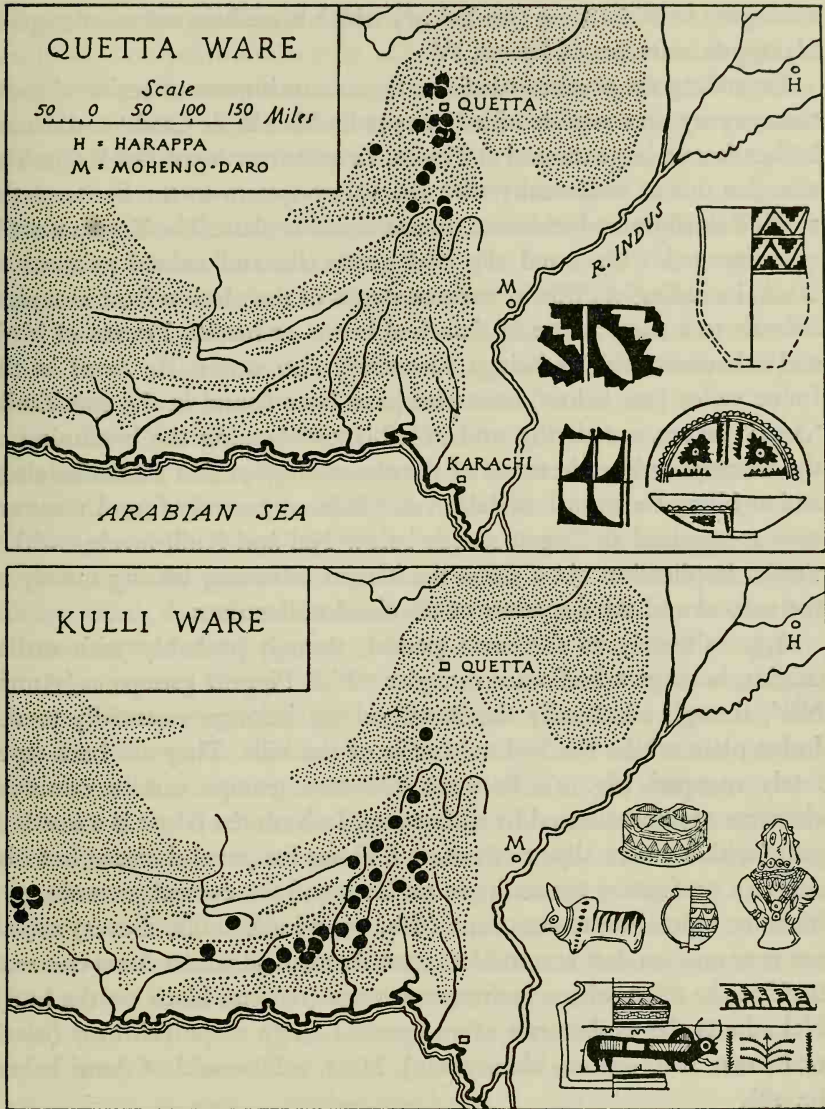 QUETTA WARE
Scale
50 0 50 100 150 Miles
H = HARAPPA
M = MOHENJO-DARO
QUETTA
H
R. INDUS
M
KARACHI
ARABIAN SEA
KULLI WARE
QUETTA
H
M